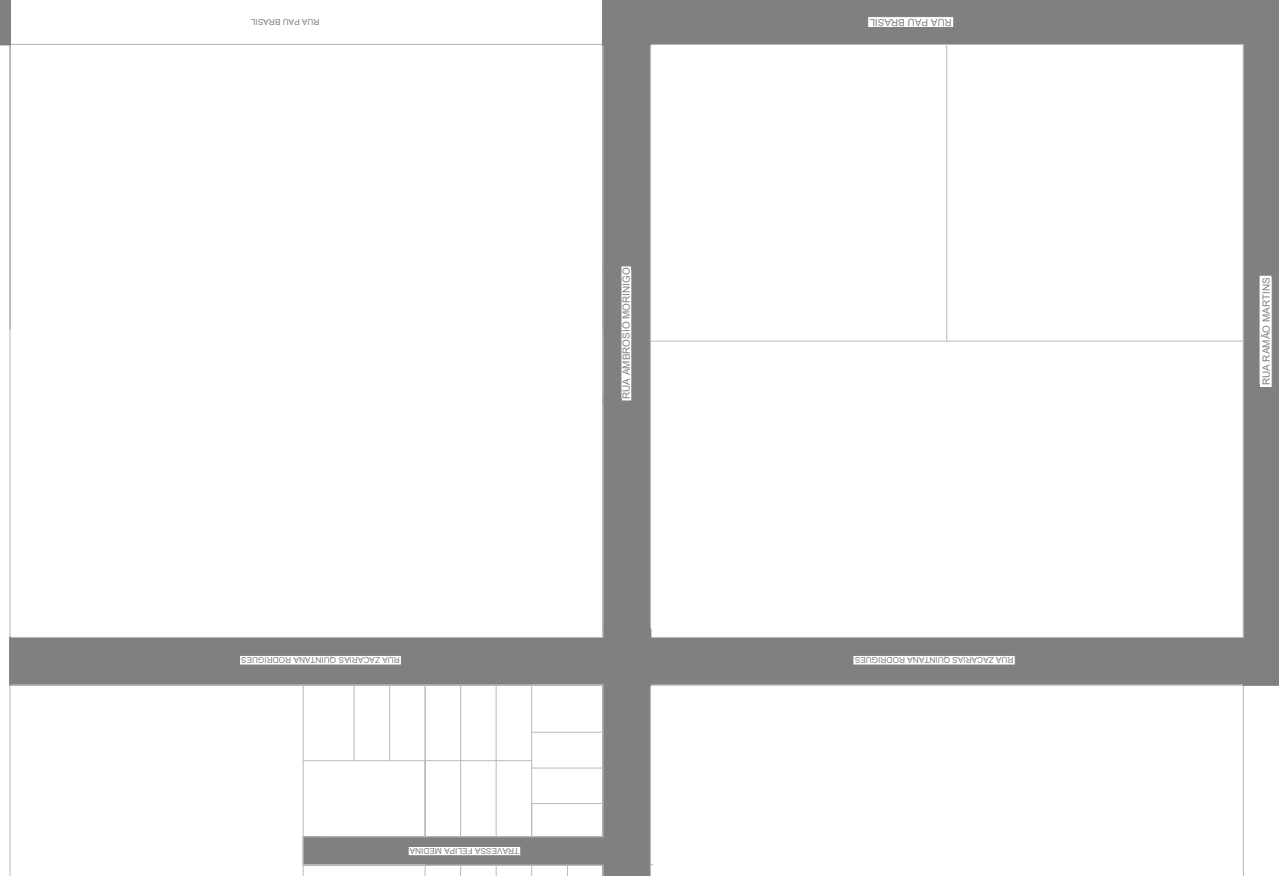 RUA PAU BRASIL
RUA PAU BRASIL
RUA AMBROSIO MORINIGO
RUA RAMÃO MARTINS
RUA ZACARIAS QUINTANA RODRIGUES
RUA ZACARIAS QUINTANA RODRIGUES
TRAVESSA FELIPA MEDINA